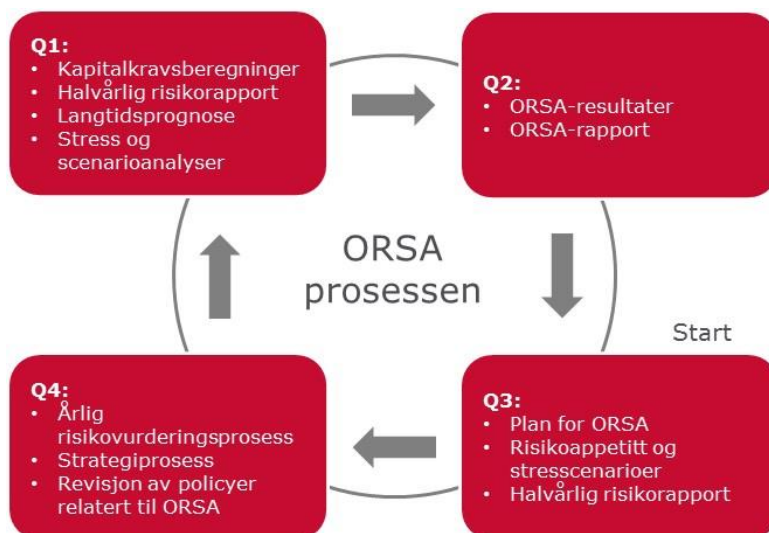 Q1:
• Kapitalkravsberegninger
• Halvårlig risikorapport
• Langtidsprognose
• Stress og
scenarioanalyser
Q2:
• ORSA-resultater
• ORSA-rapport
ORSA
prosessen
Start
Q4:
• Årlig
risikovurderingsprosess
• Strategiprosess
• Revisjon av policyer
relatert til ORSA
Q3:
• Plan for ORSA
• Risikoappetitt og
stresscenarioer
• Halvårlig risikorapport